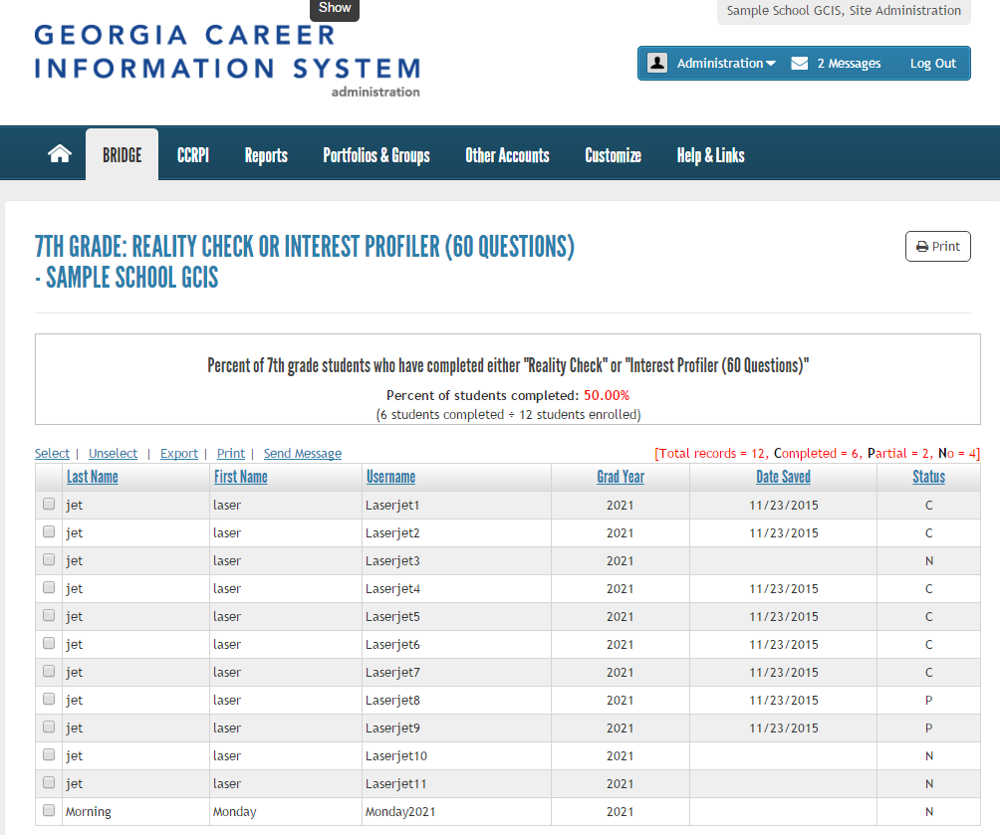 Show
Sample School GCIS, Site Administration
GEORGIA CAREER
INFORMATION SYSTEM
administration
Administration 2 Messages Log Out
BRIDGE CCRPI Reports Portfolios & Groups Other Accounts Customize Help & Links
7TH GRADE: REALITY CHECK OR INTEREST PROFILER (60 QUESTIONS)
- SAMPLE SCHOOL GCIS
Print
Percent of 7th grade students who have completed either "Reality Check" or "Interest Profiler (60 Questions)"
Percent of students completed: 50.00%
(6 students completed ÷ 12 students enrolled)
Select | Unselect | Export | Print | Send Message [Total records = 12, Completed = 6, Partial = 2, No = 4]
Last Name First Name Username Grad Year Date Saved Status
jet laser Laserjet1 2021 11/23/2015 C
jet laser Laserjet2 2021 11/23/2015 C
jet laser Laserjet3 2021 N
jet laser Laserjet4 2021 11/23/2015 C
jet laser Laserjet5 2021 11/23/2015 C
jet laser Laserjet6 2021 11/23/2015 C
jet laser Laserjet7 2021 11/23/2015 C
jet laser Laserjet8 2021 11/23/2015 P
jet laser Laserjet9 2021 11/23/2015 P
jet laser Laserjet10 2021 N
jet laser Laserjet11 2021 N
Morning Monday Monday2021 2021 N